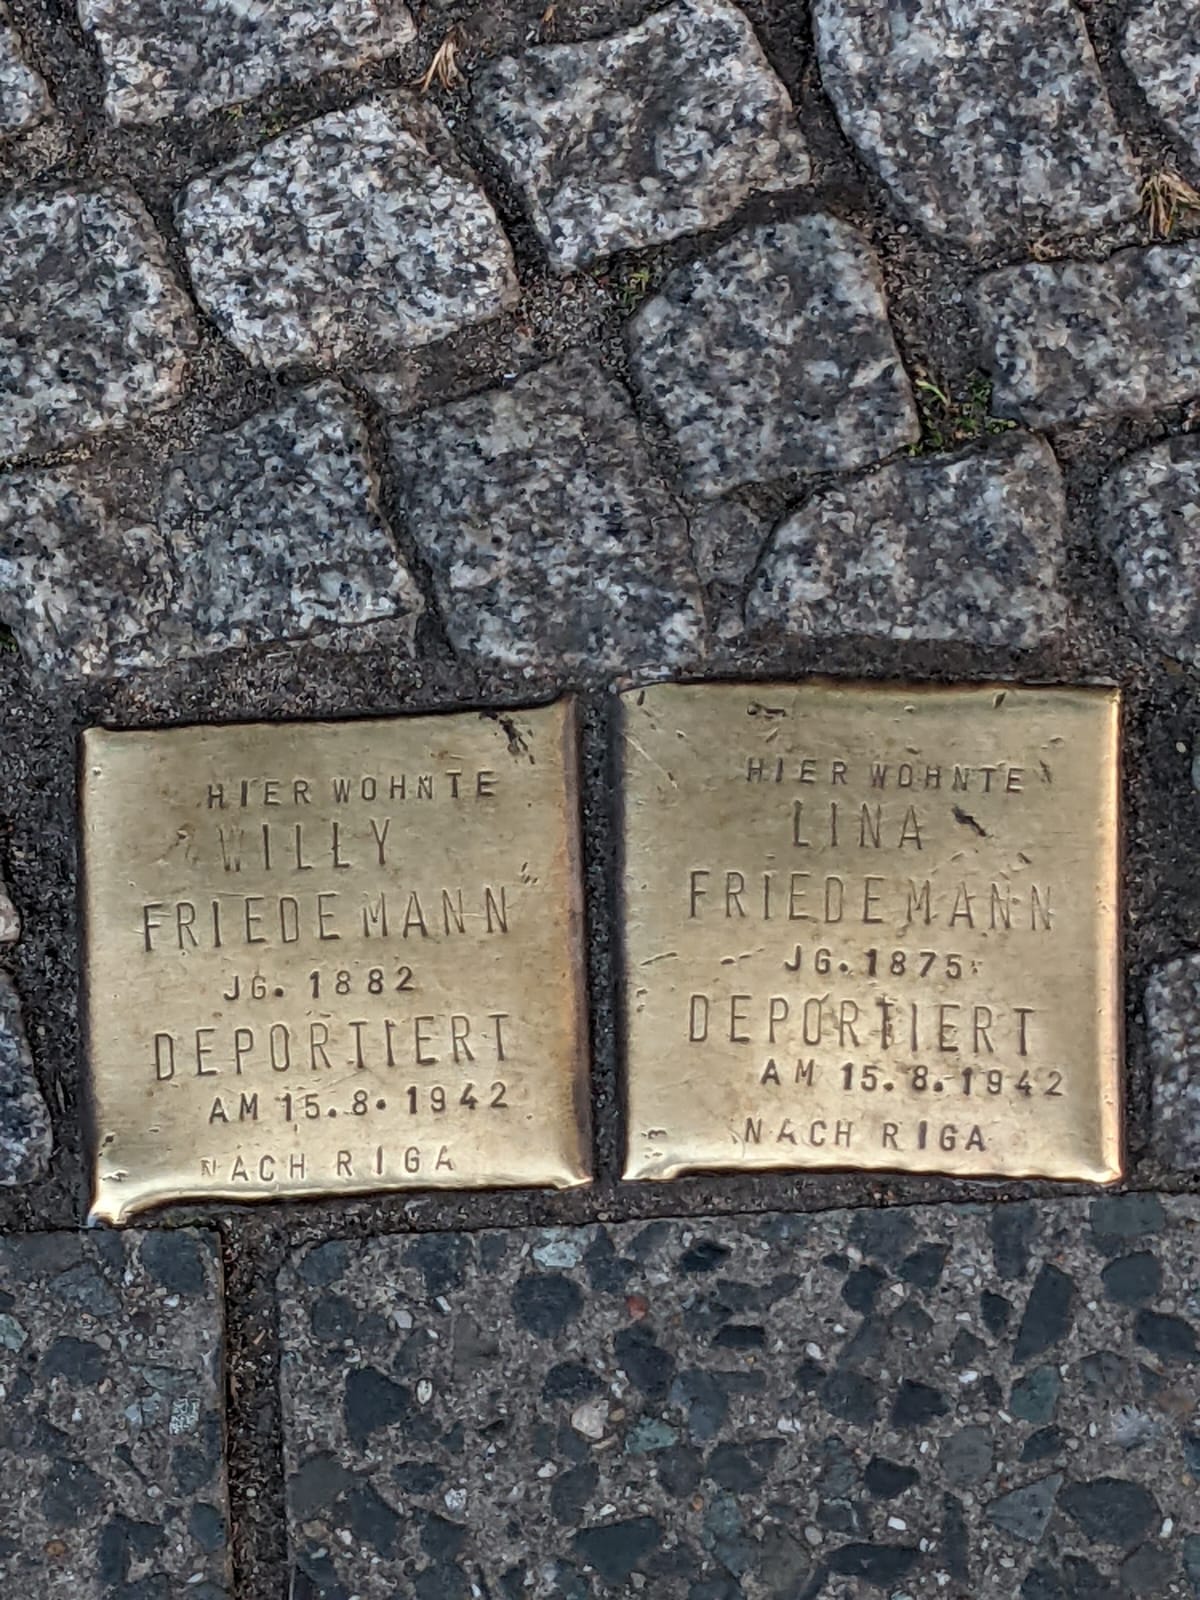 HIER WOHNTE
WILLY
FRIEDEMANN
JG. 1882
DEPORTIERT
AM 15.8.1942
NACH RIGA
HIER WOHNTE
LINA
FRIEDEMANN
JG. 1875
DEPORTIERT
AM 15.8.1942
NACH RIGA